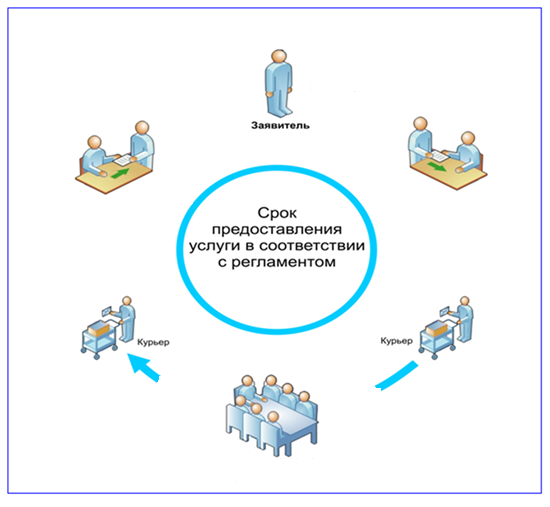 Заявитель
Срок
предоставления
услуги в соответствии
с регламентом
Курьер
Курьер